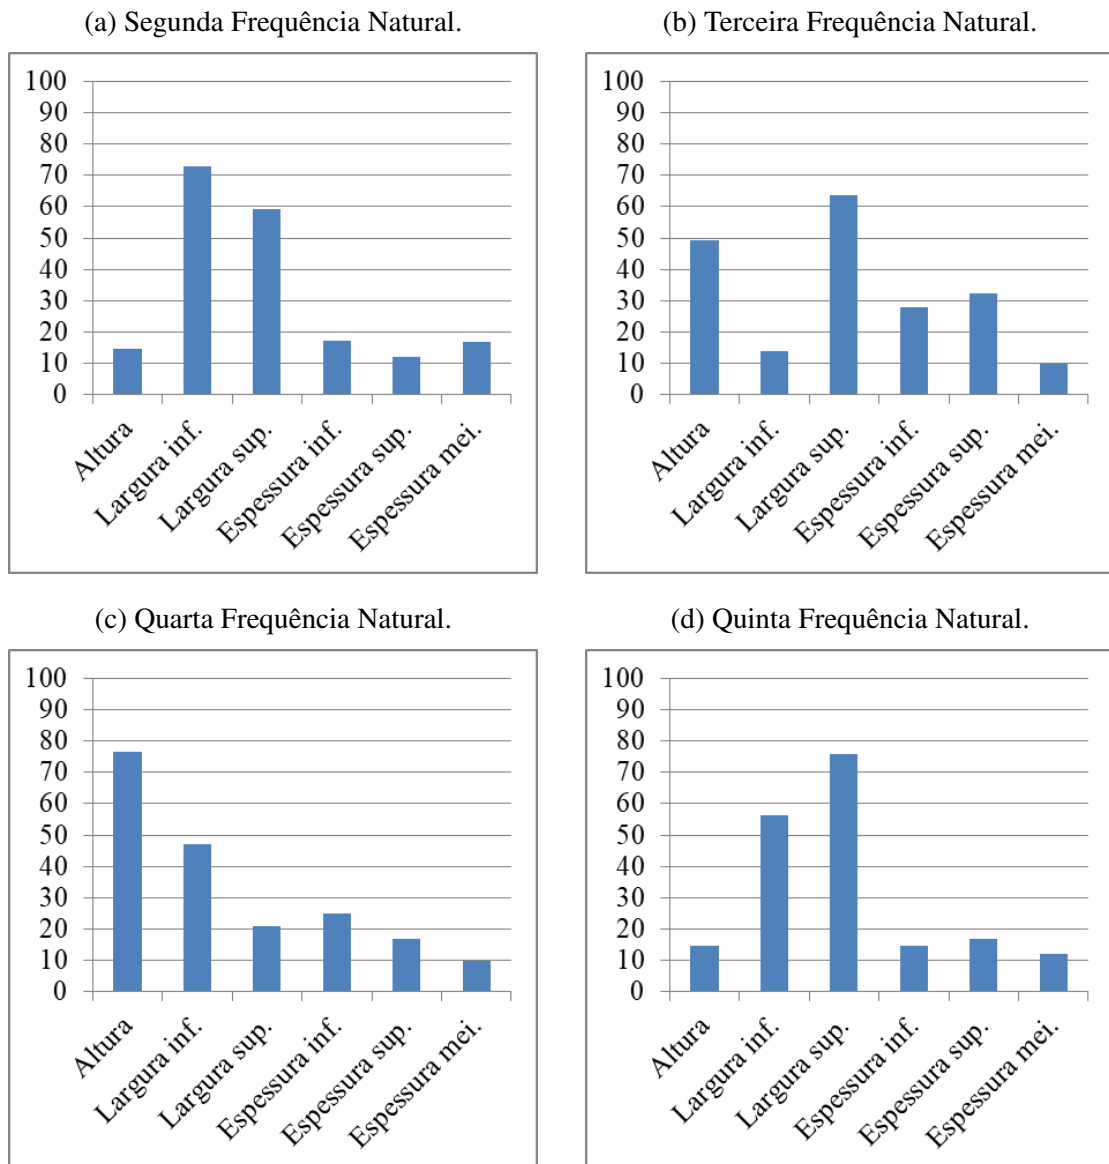 (a) Segunda Frequência Natural.
100
90
80
70
60
50
40
30
20
10
0
Altura
Largura inf.
Largura sup.
Espessura inf.
Espessura sup.
Espessura mei.
(b) Terceira Frequência Natural.
100
90
80
70
60
50
40
30
20
10
0
Altura
Largura inf.
Largura sup.
Espessura inf.
Espessura sup.
Espessura mei.
(c) Quarta Frequência Natural.
100
90
80
70
60
50
40
30
20
10
0
Altura
Largura inf.
Largura sup.
Espessura inf.
Espessura sup.
Espessura mei.
(d) Quinta Frequência Natural.
100
90
80
70
60
50
40
30
20
10
0
Altura
Largura inf.
Largura sup.
Espessura inf.
Espessura sup.
Espessura mei.